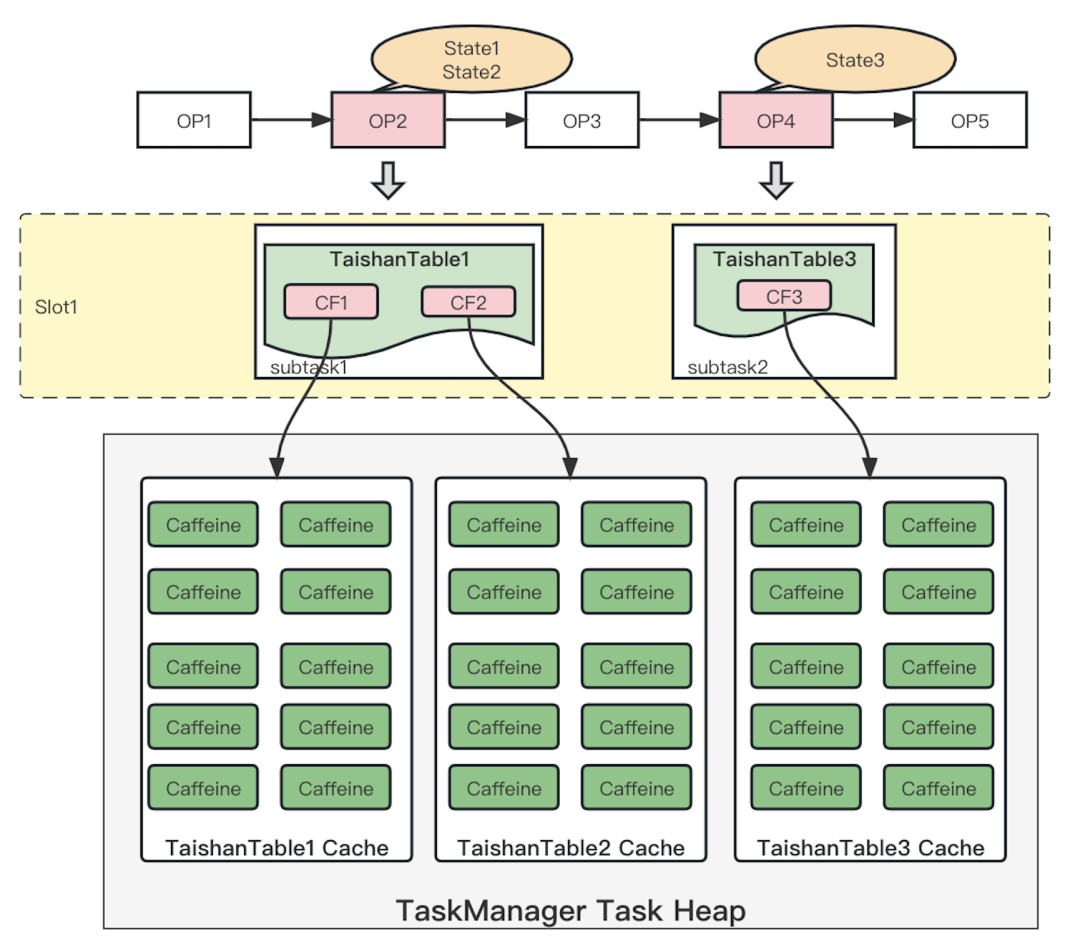 State1
State2
State3
OP1
OP2
OP3
OP4
OP5
Slot1
TaishanTable1
CF1
CF2
subtask1
TaishanTable3
CF3
subtask2
Caffeine Caffeine
Caffeine Caffeine
Caffeine Caffeine
Caffeine Caffeine
Caffeine Caffeine
TaishanTable1 Cache
Caffeine Caffeine
Caffeine Caffeine
Caffeine Caffeine
Caffeine Caffeine
Caffeine Caffeine
TaishanTable2 Cache
Caffeine Caffeine
Caffeine Caffeine
Caffeine Caffeine
Caffeine Caffeine
Caffeine Caffeine
TaishanTable3 Cache
TaskManager Task Heap